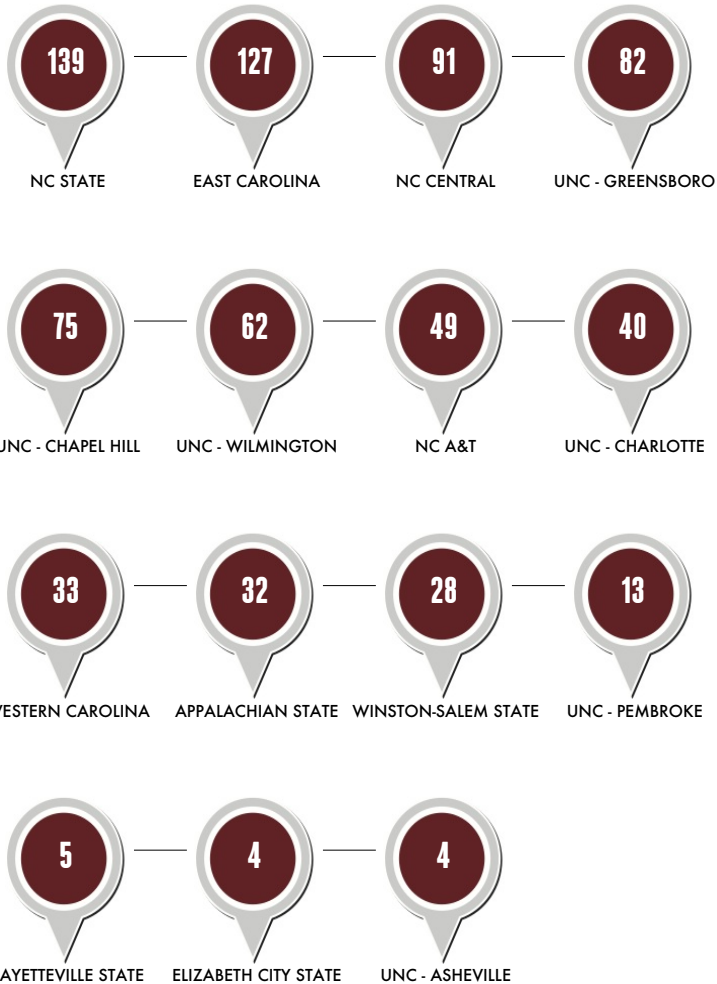 139 127 91 82
NC STATE EAST CAROLINA NC CENTRAL UNC - GREENSBORO
75 62 49 40
UNC - CHAPEL HILL UNC - WILMINGTON NC A&T UNC - CHARLOTTE
33 32 28 13
WESTERN CAROLINA APPALACHIAN STATE WINSTON-SALEM STATE UNC - PEMBROKE
5 4 4
AYETTEVILLE STATE ELIZABETH CITY STATE UNC - ASHEVILLE